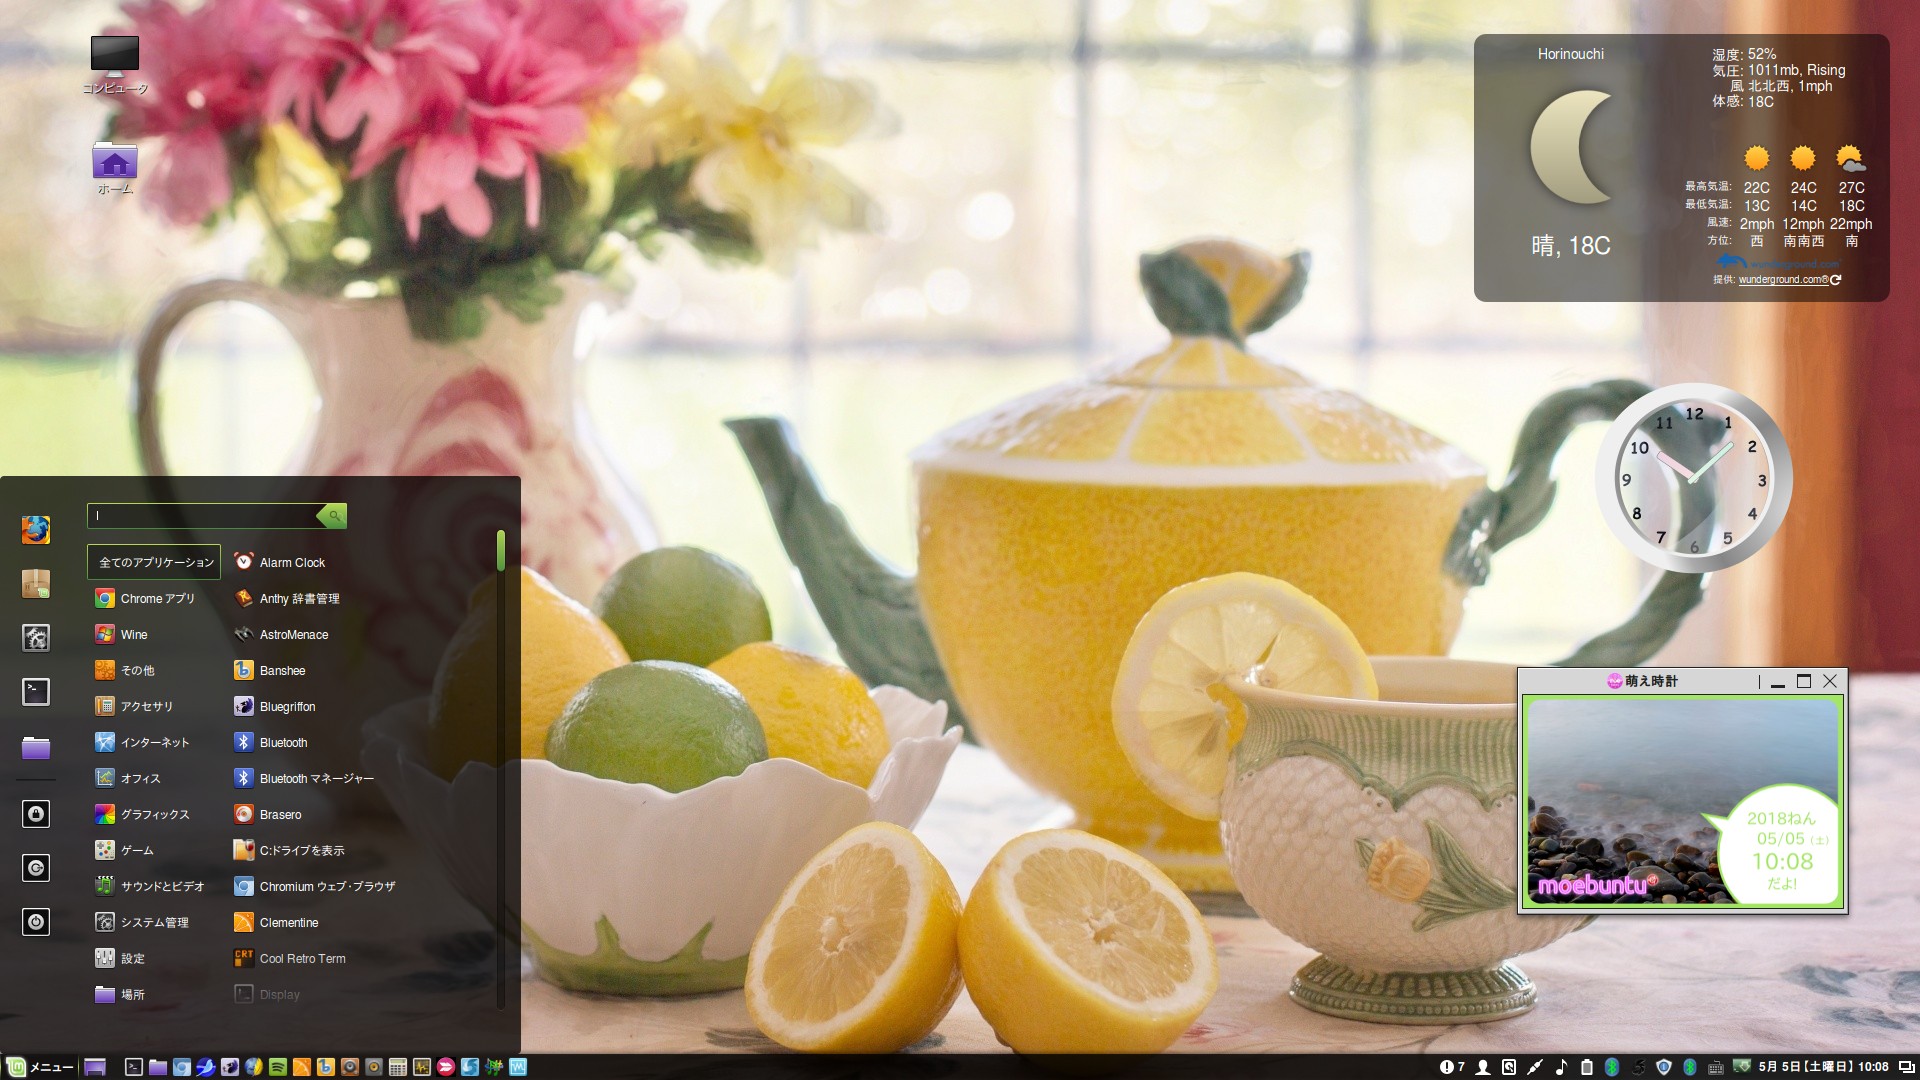 コンピュータ
ホーム
Horinouchi
晴, 18C
湿度: 52%
気圧: 1011mb, Rising
風 北北西, 1mph
体感: 18C
最高気温: 22C 24C 27C
最低気温: 13C 14C 18C
風速: 2mph 12mph 22mph
方位: 西 南南西 南
wunderground.com
提供: wunderground.com®
12
1
2
3
4
5
6
7
8
9
10
11
全てのアプリケーション
Chrome アプリ
Wine
その他
アクセサリ
インターネット
オフィス
グラフィックス
ゲーム
サウンドとビデオ
システム管理
設定
場所
Alarm Clock
Anthy 辞書管理
AstroMenace
Banshee
Bluegriffon
Bluetooth
Bluetooth マネージャー
Brasero
C:ドライブを表示
Chromium ウェブ・ブラウザ
Clementine
CRT
Cool Retro Term
Display
萌え時計
2018ねん
05/05 (土)
10:08
だよ!
moebuntu
メニュー
7
5月 5日【土曜日】10:08